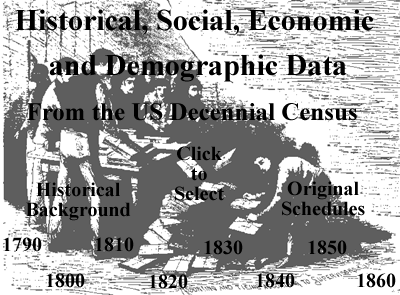 Historical, Social, Economic
and Demographic Data
From the US Decennial Census
Click
to
Select
Historical
Background
Original
Schedules
1790
1810
1830
1850
1800
1820
1840
1860